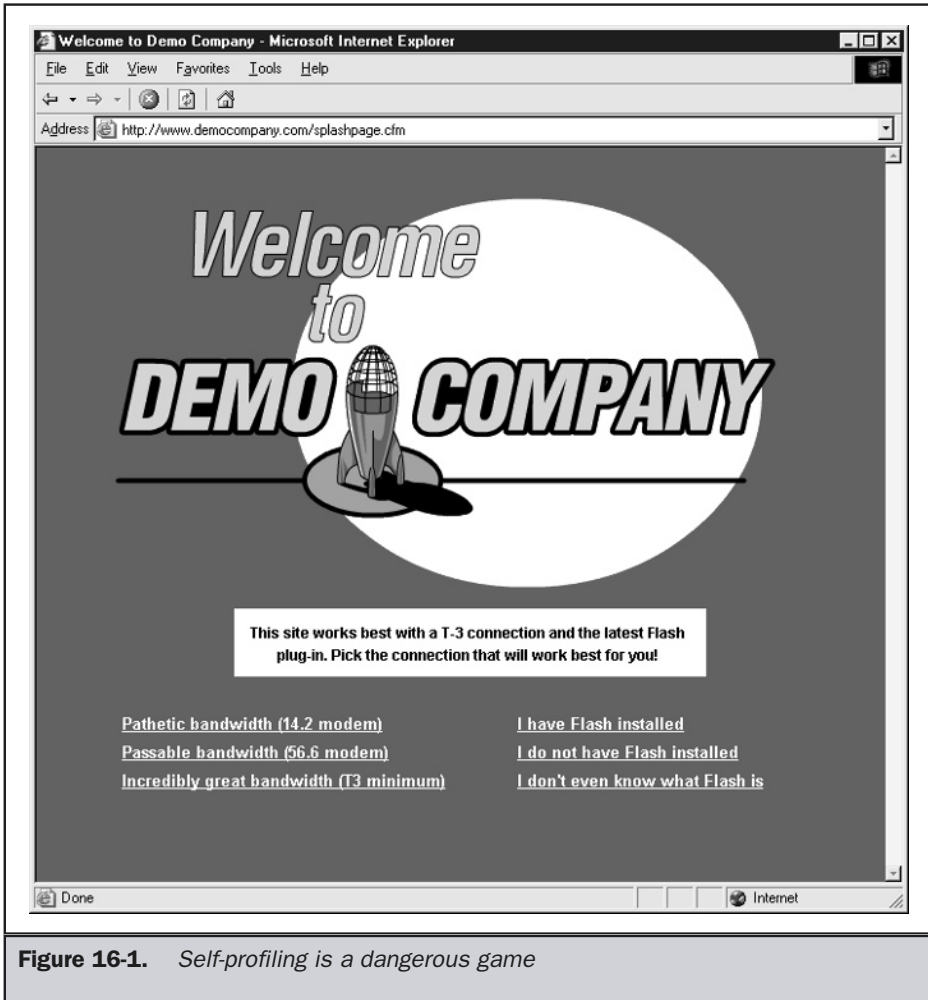 Welcome to Demo Company - Microsoft Internet Explorer
File Edit View Favorites Tools Help
Address http://www.democompany.com/splashpage.cfm
Welcome
to
DEMO COMPANY
This site works best with a T-3 connection and the latest Flash
plug-in. Pick the connection that will work best for you!
Pathetic bandwidth (14.2 modem) I have Flash installed
Passable bandwidth (56.6 modem) I do not have Flash installed
Incredibly great bandwidth (T3 minimum) I don't even know what Flash is
Done Internet
Figure 16-1. Self-profiling is a dangerous game